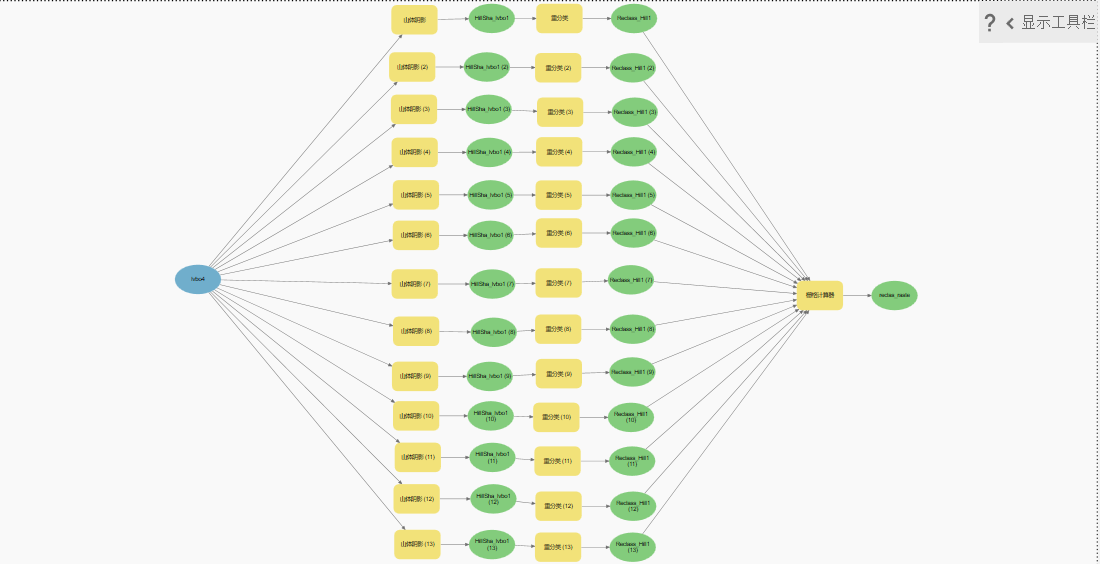 山体阴影
HillSha_lvbo1
重分类
Reclass_Hill1
? < 显示工具栏
山体阴影 (2)
HillSha_lvbo1 (2)
重分类 (2)
Reclass_Hill1 (2)
山体阴影 (3)
HillSha_lvbo1 (3)
重分类 (3)
Reclass_Hill1 (3)
山体阴影 (4)
HillSha_lvbo1 (4)
重分类 (4)
Reclass_Hill1 (4)
山体阴影 (5)
HillSha_lvbo1 (5)
重分类 (5)
Reclass_Hill1 (5)
山体阴影 (6)
HillSha_lvbo1 (6)
重分类 (6)
Reclass_Hill1 (6)
lvbo4
山体阴影 (7)
HillSha_lvbo1 (7)
重分类 (7)
Reclass_Hill1 (7)
栅格计算器
reclas_raste
山体阴影 (8)
HillSha_lvbo1 (8)
重分类 (8)
Reclass_Hill1 (8)
山体阴影 (9)
HillSha_lvbo1 (9)
重分类 (9)
Reclass_Hill1 (9)
山体阴影 (10)
HillSha_lvbo1
(10)
重分类 (10)
Reclass_Hill1
(10)
山体阴影 (11)
HillSha_lvbo1
(11)
重分类 (11)
Reclass_Hill1
(11)
山体阴影 (12)
HillSha_lvbo1
(12)
重分类 (12)
Reclass_Hill1
(12)
山体阴影 (13)
HillSha_lvbo1
(13)
重分类 (13)
Reclass_Hill1
(13)